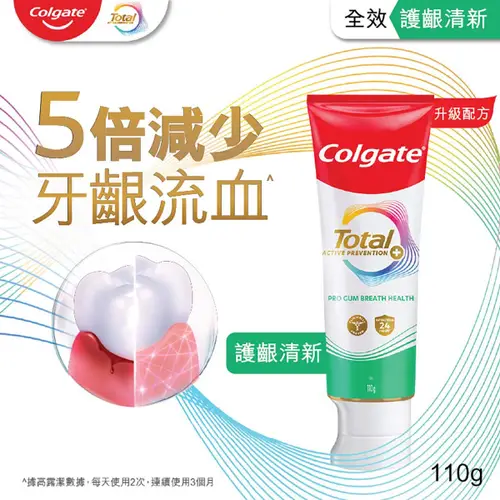 Colgate®
Total
全效 護齦清新
5倍減少
牙齦流血^
升級配方
Colgate®
Total
ACTIVE PREVENTION +
PRO GUM BREATH HEALTH
24
110g
護齦清新
^據高露潔數據，每天使用2次，連續使用3個月
110g